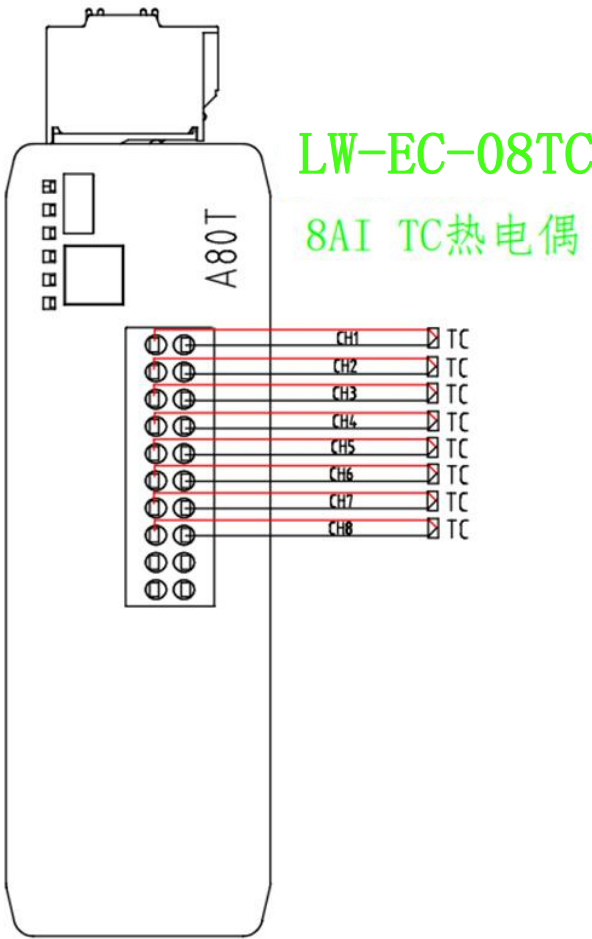 LW-EC-08TC
8AI TC热电偶
A80T
CH1 TC
CH2 TC
CH3 TC
CH4 TC
CH5 TC
CH6 TC
CH7 TC
CH8 TC